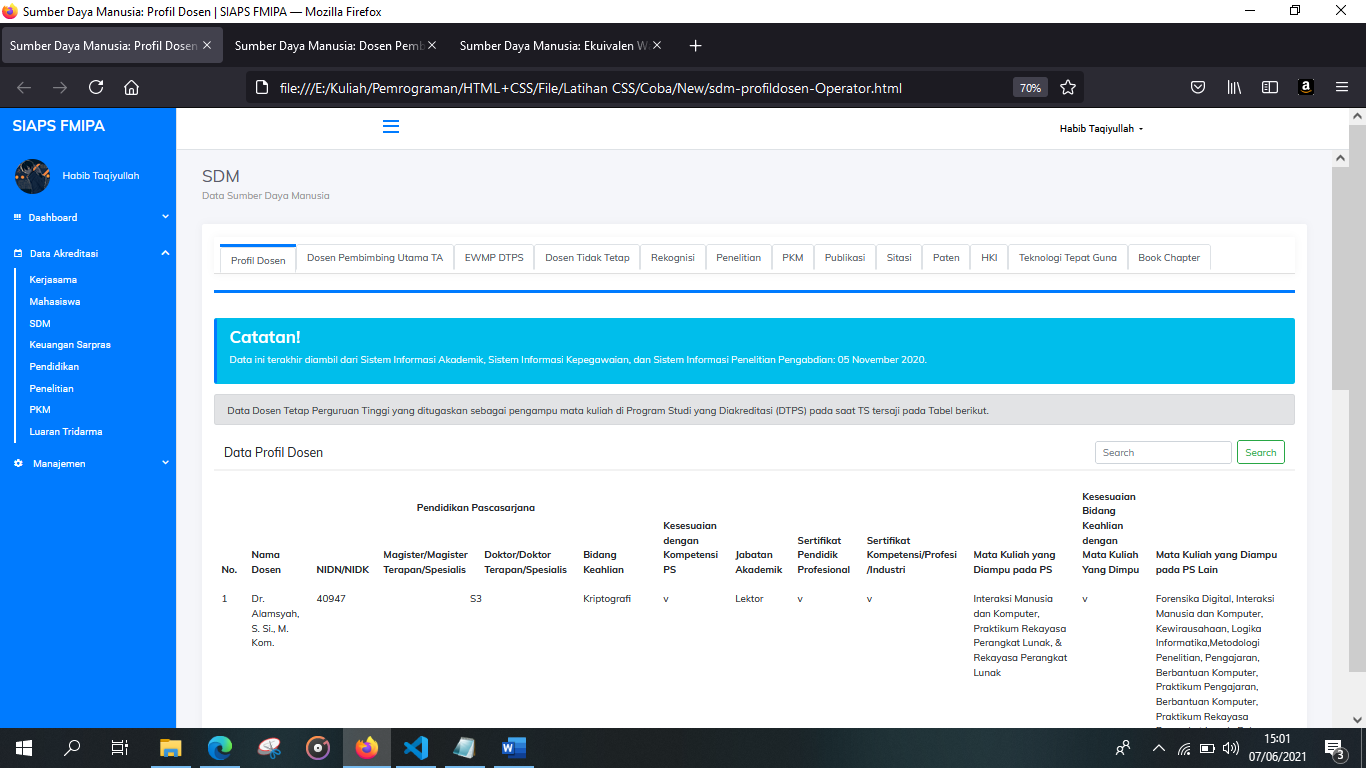 Sumber Daya Manusia: Profil Dosen | SIAPS FMIPA — Mozilla Firefox
Sumber Daya Manusia: Profil Dosen
Sumber Daya Manusia: Dosen Pemb
Sumber Daya Manusia: Ekuivalen W
file:///E:/Kuliah/Pemrograman/HTML+CSS/File/Latihan CSS/Coba/New/sdm-profildosen-Operator.html
70%
SIAPS FMIPA
Habib Taqiyullah
Habib Taqiyullah
Dashboard
Data Akreditasi
Kerjasama
Mahasiswa
SDM
Keuangan Sarpras
Pendidikan
Penelitian
PKM
Luaran Tridarma
Manajemen
SDM
Data Sumber Daya Manusia
Profil Dosen Dosen Pembimbing Utama TA EWMP DTPS Dosen Tidak Tetap Rekognisi Penelitian PKM Publikasi Sitasi Paten HKI Teknologi Tepat Guna Book Chapter
Catatan!
Data ini terakhir diambil dari Sistem Informasi Akademik, Sistem Informasi Kepegawaian, dan Sistem Informasi Penelitian Pengabdian: 05 November 2020.
Data Dosen Tetap Perguruan Tinggi yang ditugaskan sebagai pengampu mata kuliah di Program Studi yang Diakreditasi (DTPS) pada saat TS tersaji pada Tabel berikut.
Data Profil Dosen
Search
Search
No.
Nama
Dosen
NIDN/NIDK
Pendidikan Pascasarjana
Magister/Magister
Terapan/Spesialis
Doktor/Doktor
Terapan/Spesialis
Bidang
Keahlian
Kesesuaian
dengan
Kompetensi
PS
Jabatan
Akademik
Sertifikat
Pendidik
Profesional
Sertifikat
Kompetensi/Profesi
/Industri
Mata Kuliah yang
Diampu pada PS
Kesesuaian
Bidang
Keahlian
dengan
Mata Kuliah
Yang Dimpu
Mata Kuliah yang Diampu
pada PS Lain
1
Dr.
Alamsyah,
S. Si., M.
Kom.
40947
S3
Kriptografi
v
Lektor
v
v
Interaksi Manusia
dan Komputer,
Praktikum Rekayasa
Perangkat Lunak, &
Rekayasa Perangkat
Lunak
v
Forensika Digital, Interaksi
Manusia dan Komputer,
Kewirausahaan, Logika
Informatika,Metodologi
Penelitian, Pengajaran,
Berbantuan Komputer,
Praktikum Pengajaran,
Berbantuan Komputer,
Praktikum Rekayasa
15:01
07/06/2021
3